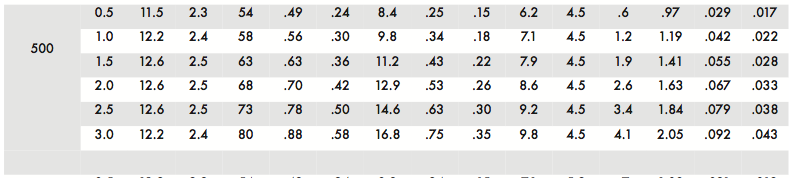 0.5 11.5 2.3 54 .49 .24 8.4 .25 .15 6.2 4.5 .6 .97 .029 .017
1.0 12.2 2.4 58 .56 .30 9.8 .34 .18 7.1 4.5 1.2 1.19 .042 .022
500
1.5 12.6 2.5 63 .63 .36 11.2 .43 .22 7.9 4.5 1.9 1.41 .055 .028
2.0 12.6 2.5 68 .70 .42 12.9 .53 .26 8.6 4.5 2.6 1.63 .067 .033
2.5 12.6 2.5 73 .78 .50 14.6 .63 .30 9.2 4.5 3.4 1.84 .079 .038
3.0 12.2 2.4 80 .88 .58 16.8 .75 .35 9.8 4.5 4.1 2.05 .092 .043